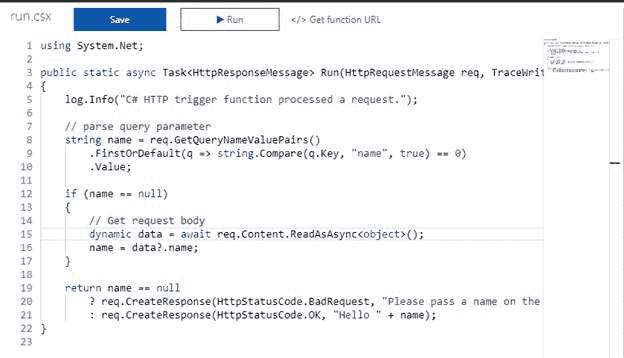 run.csx Save Run </> Get function URL
1 using System.Net;
2
3 public static async Task<HttpResponseMessage> Run(HttpRequestMessage req, TraceWrit
4 {
5 log.Info("C# HTTP trigger function processed a request.");
6
7 // parse query parameter
8 string name = req.GetQueryNameValuePairs()
9 .FirstOrDefault(q => string.Compare(q.Key, "name", true) == 0)
10 .Value;
11
12 if (name == null)
13 {
14 // Get request body
15 dynamic data = await req.Content.ReadAsAsync<object>();
16 name = data?.name;
17 }
18
19 return name == null
20 ? req.CreateResponse(HttpStatusCode.BadRequest, "Please pass a name on the
21 : req.CreateResponse(HttpStatusCode.OK, "Hello " + name);
22 }
23